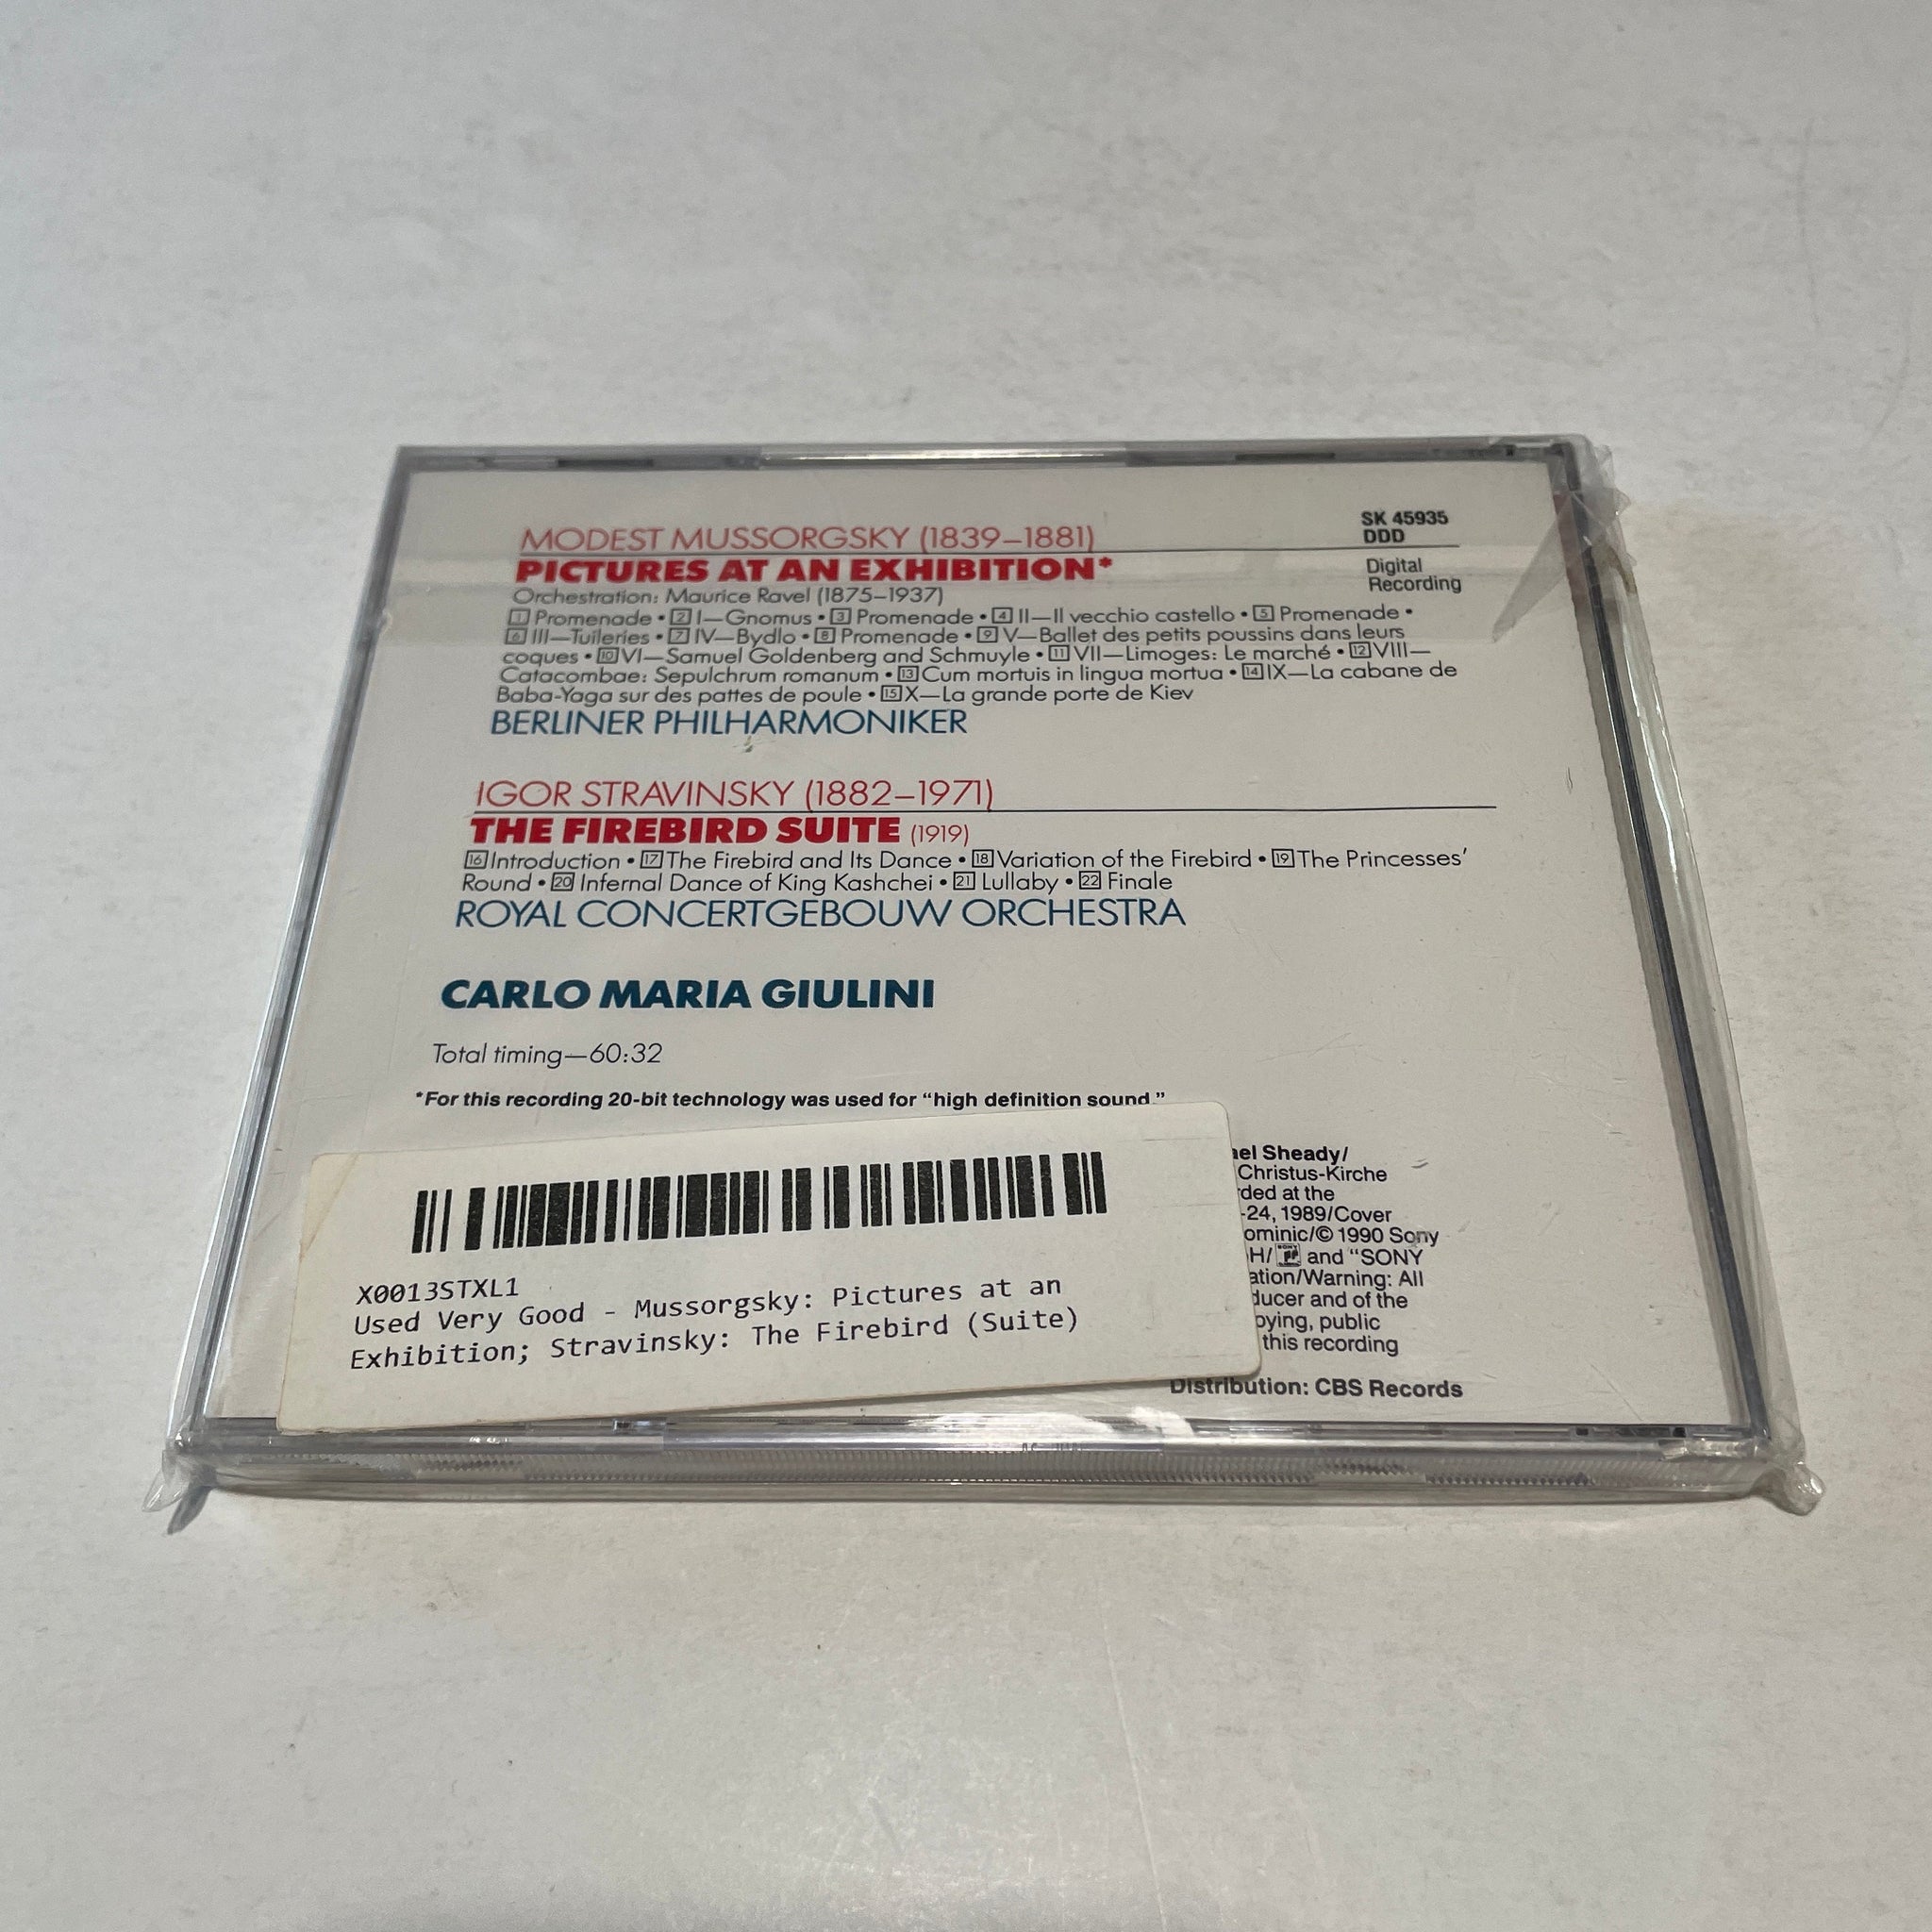 MODEST MUSSORGSKY (1839–1881)
SK 45935
DDD
PICTURES AT AN EXHIBITION*
Digital
Recording
Orchestration: Maurice Ravel (1875–1937)
1 Promenade • 2 I—Gnomus • 3 Promenade • 4 II—Il vecchio castello • 5 Promenade •
6 III—Tuileries • 7 IV—Bydlo • 8 Promenade • 9 V—Ballet des petits poussins dans leurs
coques • 10 VI—Samuel Goldenberg and Schmuyle • 11 VII—Limoges: Le marché • 12 VIII—
Catacombae: Sepulchrum romanum • 13 Cum mortuis in lingua mortua • 14 IX—La cabane de
Baba-Yaga sur des pattes de poule • 15 X—La grande porte de Kiev
BERLINER PHILHARMONIKER
IGOR STRAVINSKY (1882–1971)
THE FIREBIRD SUITE (1919)
16 Introduction • 17 The Firebird and Its Dance • 18 Variation of the Firebird • 19 The Princesses'
Round • 20 Infernal Dance of King Kashchei • 21 Lullaby • 22 Finale
ROYAL CONCERTGEBOUW ORCHESTRA
CARLO MARIA GIULINI
Total timing—60:32
*For this recording 20-bit technology was used for “high definition sound.”
Sheady/
Christus-Kirche
at the
-24, 1989/Cover
/© 1990 Sony
and “SONY
/Warning: All
and of the
public
this recording
Distribution: CBS Records
X0013STXL1
Used Very Good - Mussorgsky: Pictures at an
Exhibition; Stravinsky: The Firebird (Suite)